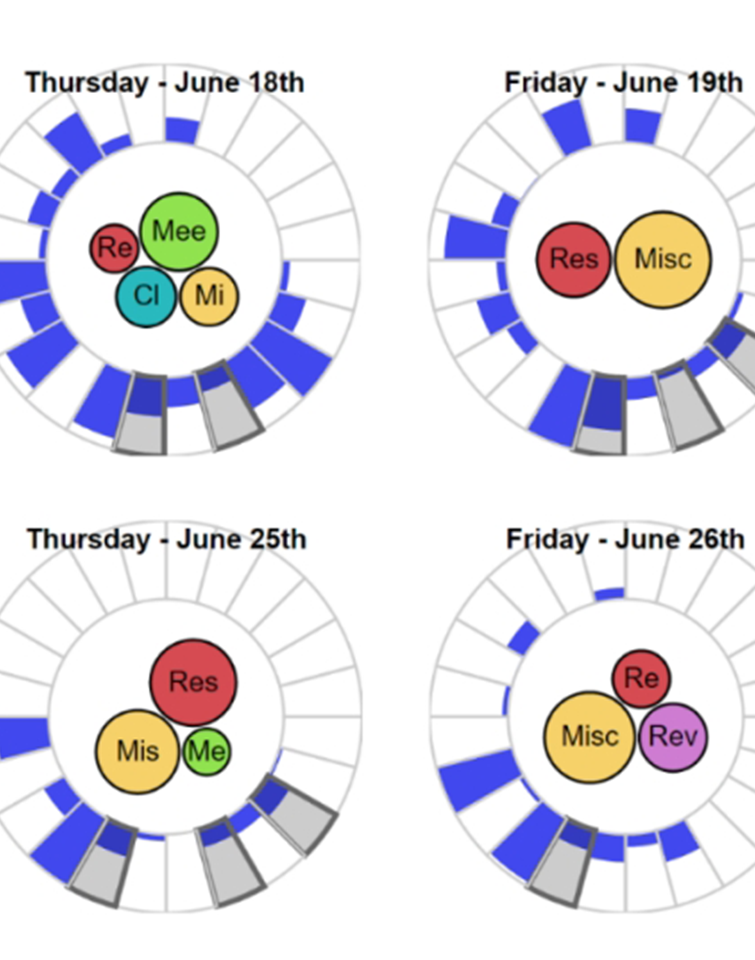 Thursday - June 18th
Friday - June 19th
Mee
Re
Cl
Mi
Res
Misc
Thursday - June 25th
Friday - June 26th
Res
Mis
Me
Re
Misc
Rev